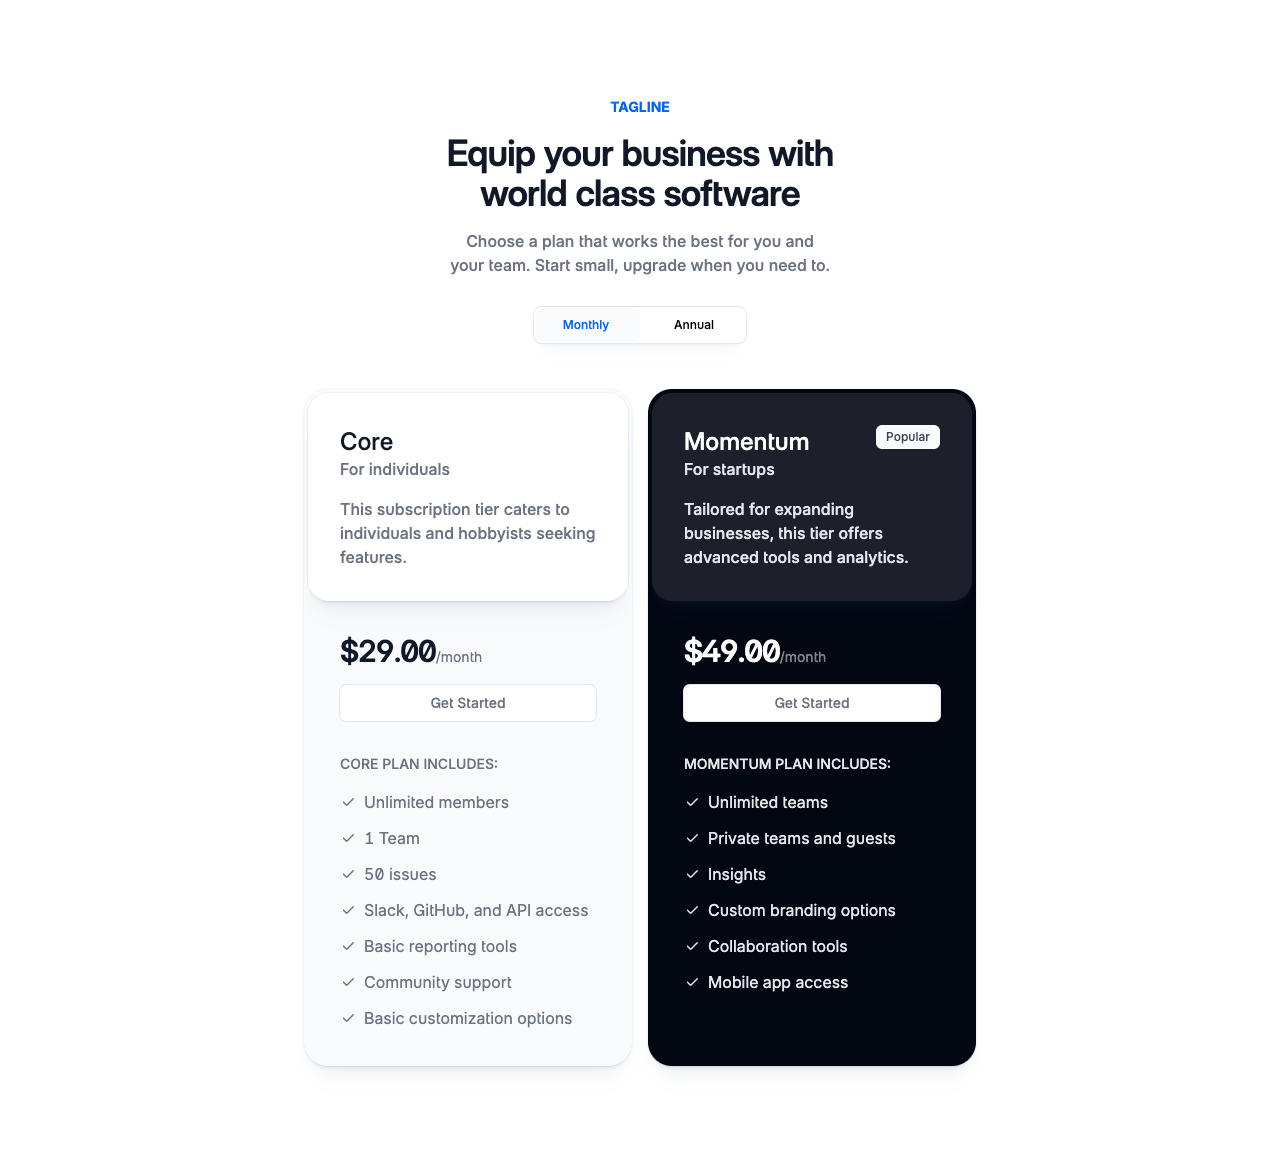 TAGLINE
Equip your business with
world class software
Choose a plan that works the best for you and
your team. Start small, upgrade when you need to.
Monthly
Annual
Core
For individuals
This subscription tier caters to
individuals and hobbyists seeking
features.
$29.00/month
Get Started
CORE PLAN INCLUDES:
Unlimited members
1 Team
50 issues
Slack, GitHub, and API access
Basic reporting tools
Community support
Basic customization options
Momentum
Popular
For startups
Tailored for expanding
businesses, this tier offers
advanced tools and analytics.
$49.00/month
Get Started
MOMENTUM PLAN INCLUDES:
Unlimited teams
Private teams and guests
Insights
Custom branding options
Collaboration tools
Mobile app access